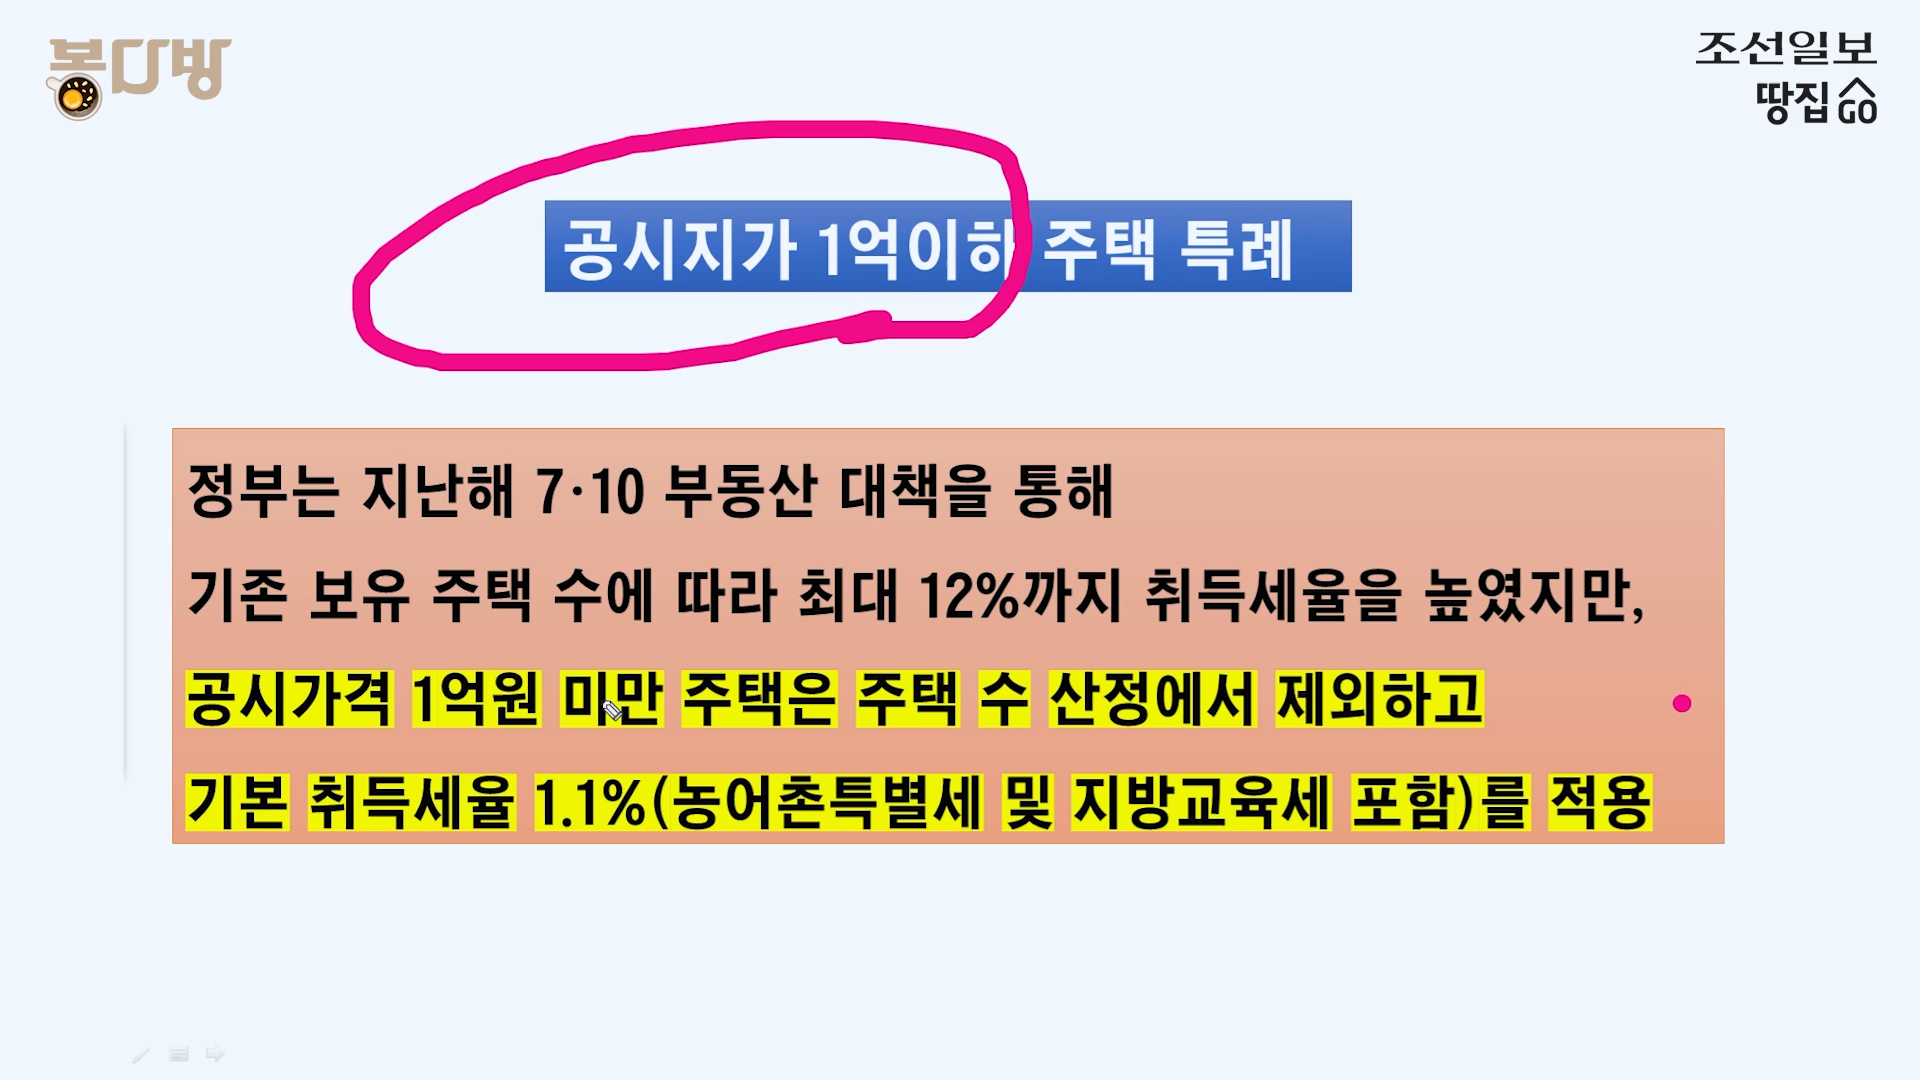 봉다방
조선일보
땅집GO
공시지가 1억이하 주택 특례
정부는 지난해 7·10 부동산 대책을 통해
기존 보유 주택 수에 따라 최대 12%까지 취득세율을 높였지만,
공시가격 1억원 미만 주택은 주택 수 산정에서 제외하고
기본 취득세율 1.1%(농어촌특별세 및 지방교육세 포함)를 적용